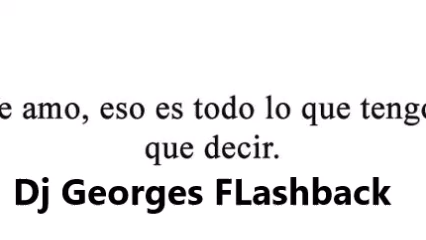 e amo, eso es todo lo que tengo
que decir.
Dj Georges FLashback